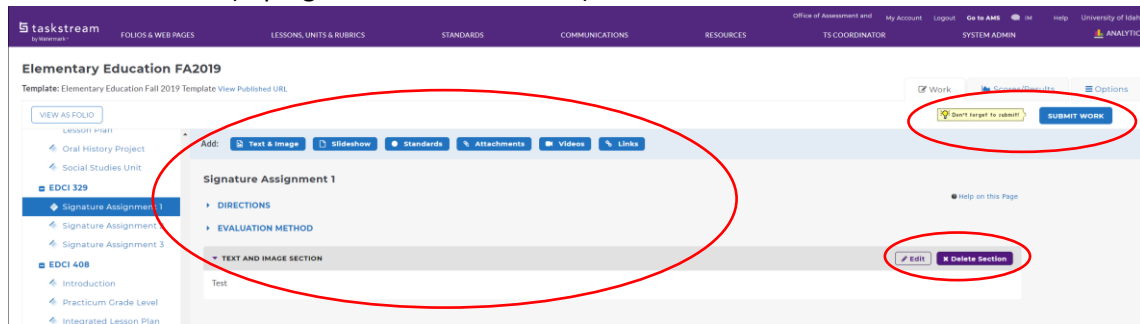 Office of Assessment and My Account Logout Go to AMS IM Help University of Idah
taskstream
by Watermark
FOLIOS & WEB PAGES LESSONS, UNITS & RUBRICS STANDARDS COMMUNICATIONS RESOURCES TS COORDINATOR SYSTEM ADMIN ANALYTIC
Elementary Education FA2019
Template: Elementary Education Fall 2019 Template View Published URL
Work Scores/Results Options
VIEW AS FOLIO
Don't forget to submit! SUBMIT WORK
Lesson Plan
Add: Text & Image Slideshow Standards Attachments Videos Links
Oral History Project
Social Studies Unit
EDCI 329
Signature Assignment 1
Signature Assignment
Signature Assignment 3
EDCI 408
Introduction
Practicum Grade Level
Integrated Lesson Plan
Signature Assignment 1
Help on this Page
DIRECTIONS
EVALUATION METHOD
TEXT AND IMAGE SECTION
Edit X Delete Section
Test